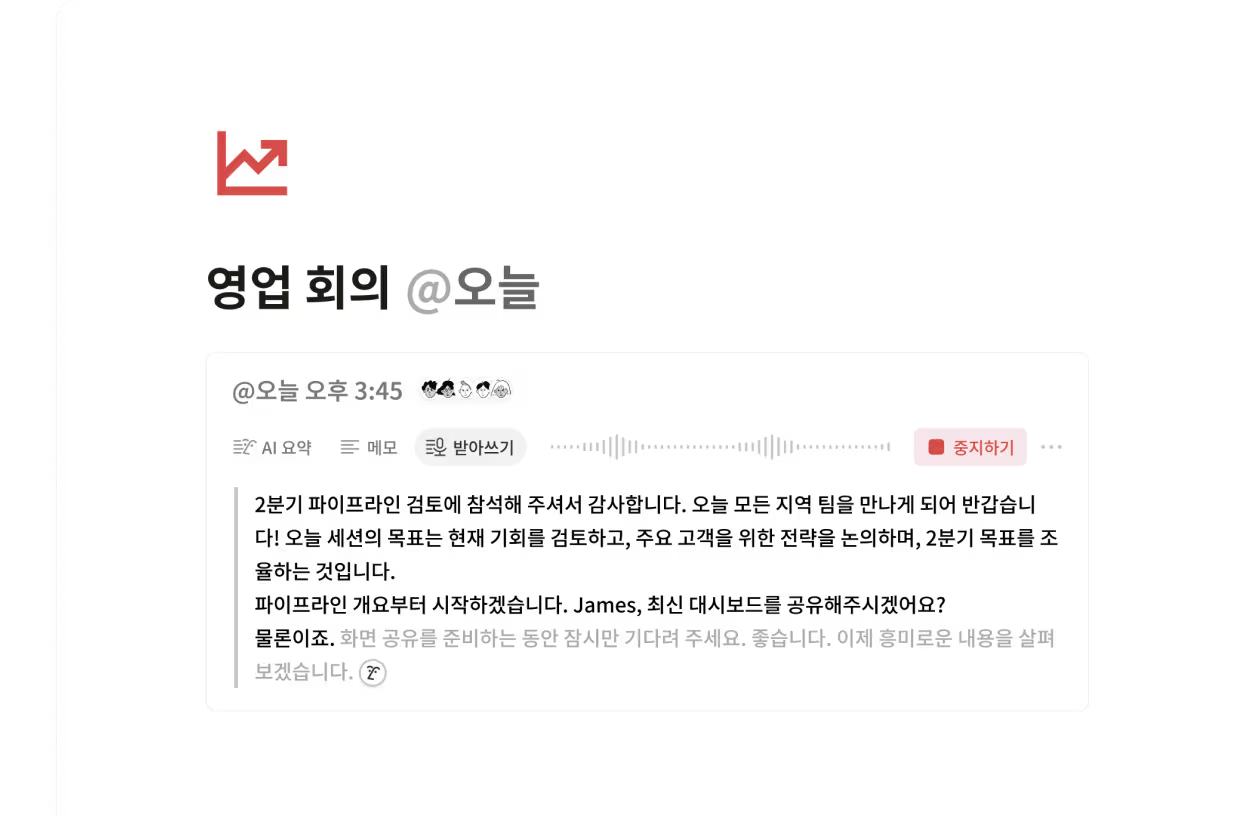 영업 회의 @오늘
@오늘 오후 3:45
AI 요약 메모 받아쓰기 중지하기
2분기 파이프라인 검토에 참석해 주셔서 감사합니다. 오늘 모든 지역 팀을 만나게 되어 반갑습니
다! 오늘 세션의 목표는 현재 기회를 검토하고, 주요 고객을 위한 전략을 논의하며, 2분기 목표를 조
율하는 것입니다.
파이프라인 개요부터 시작하겠습니다. James, 최신 대시보드를 공유해주시겠어요?
물론이죠. 화면 공유를 준비하는 동안 잠시만 기다려 주세요. 좋습니다. 이제 흥미로운 내용을 살펴
보겠습니다.